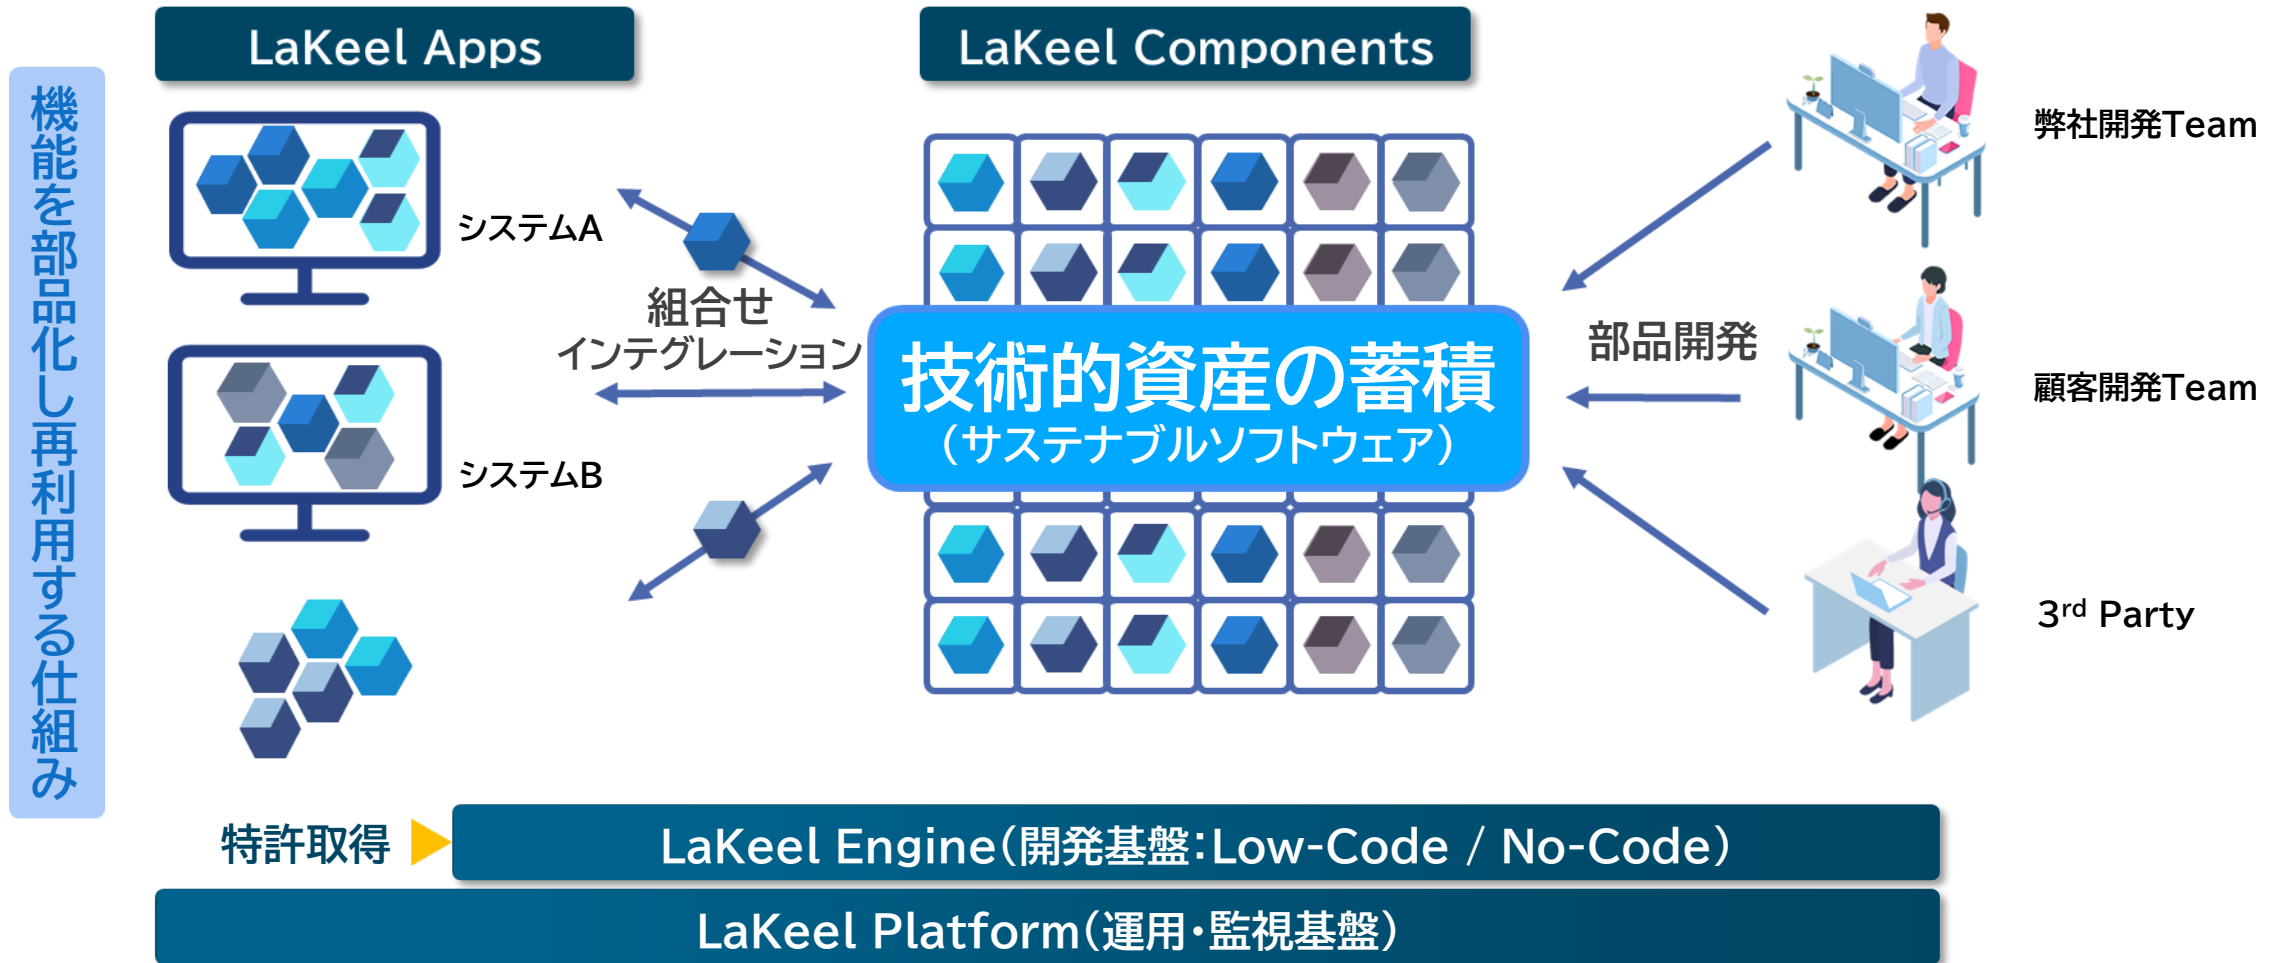 LaKeel Apps
LaKeel Components
機能を部品化し再利用する仕組み
システムA
システムB
組合せ
インテグレーション
技術的資産の蓄積
（サステナブルソフトウェア）
部品開発
弊社開発Team
顧客開発Team
3rd Party
特許取得
LaKeel Engine（開発基盤：Low-Code / No-Code）
LaKeel Platform（運用・監視基盤）